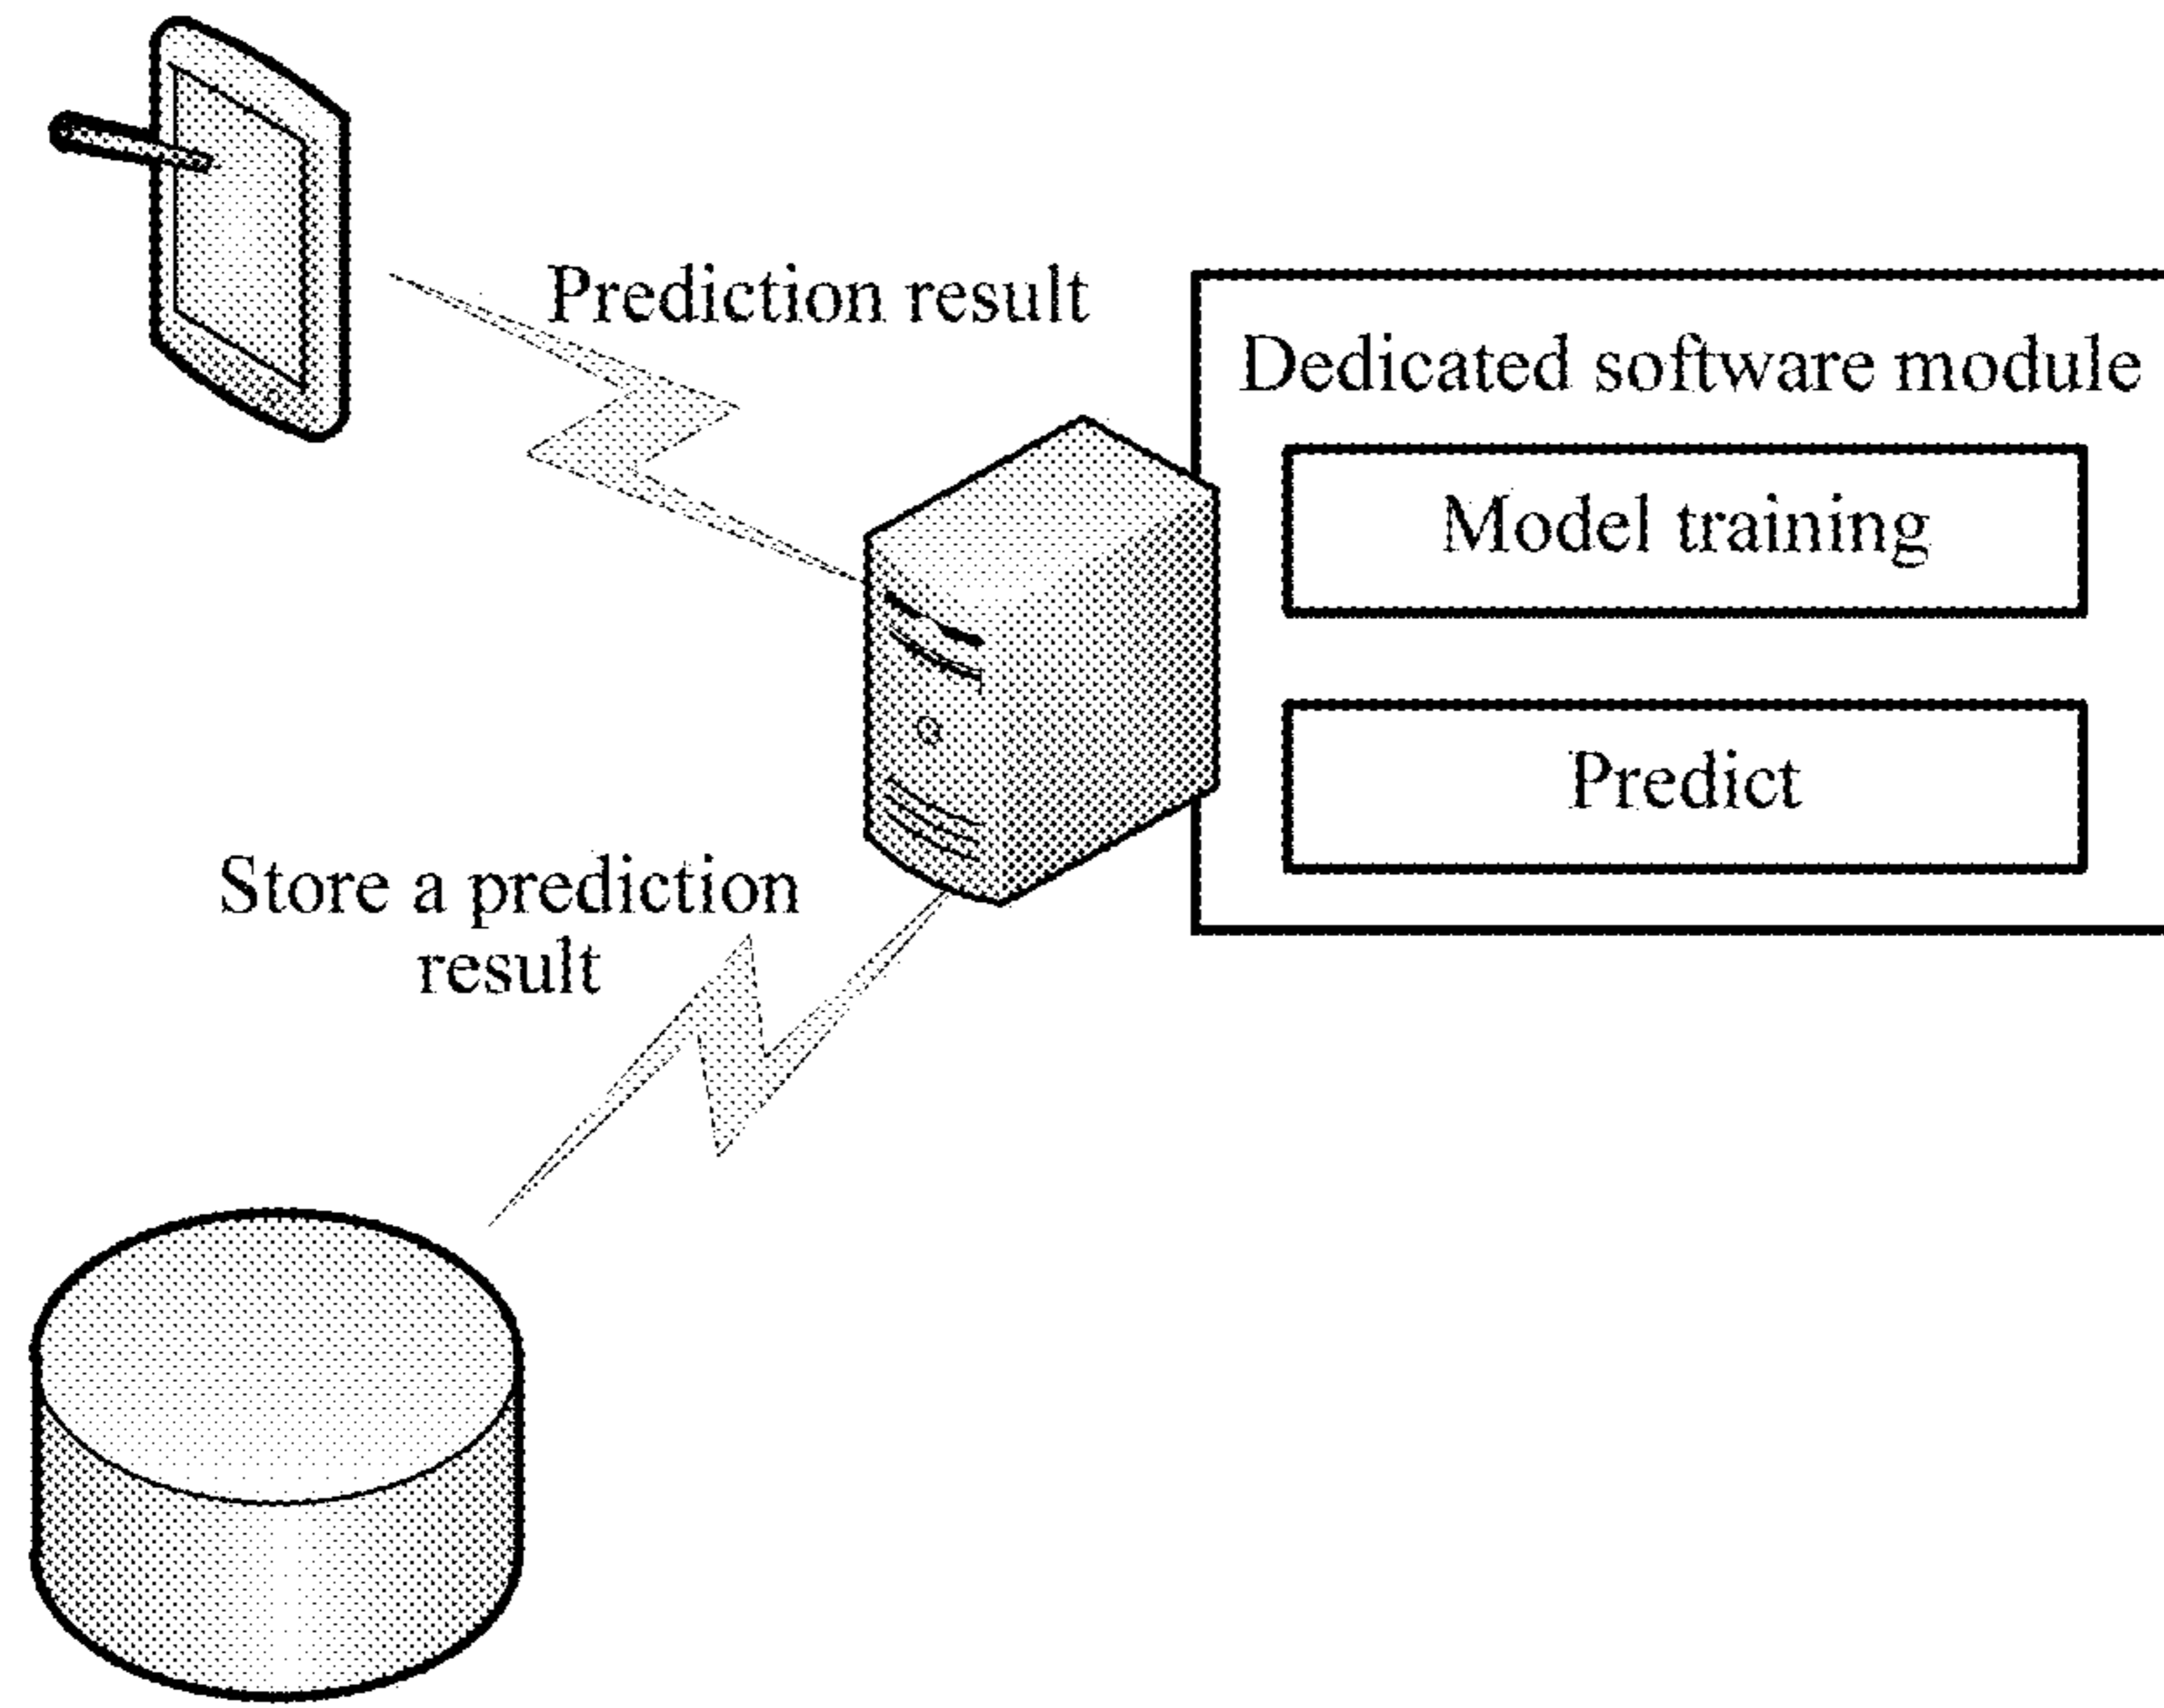 Prediction result
Dedicated software module
Model training
Predict
Store a prediction
result